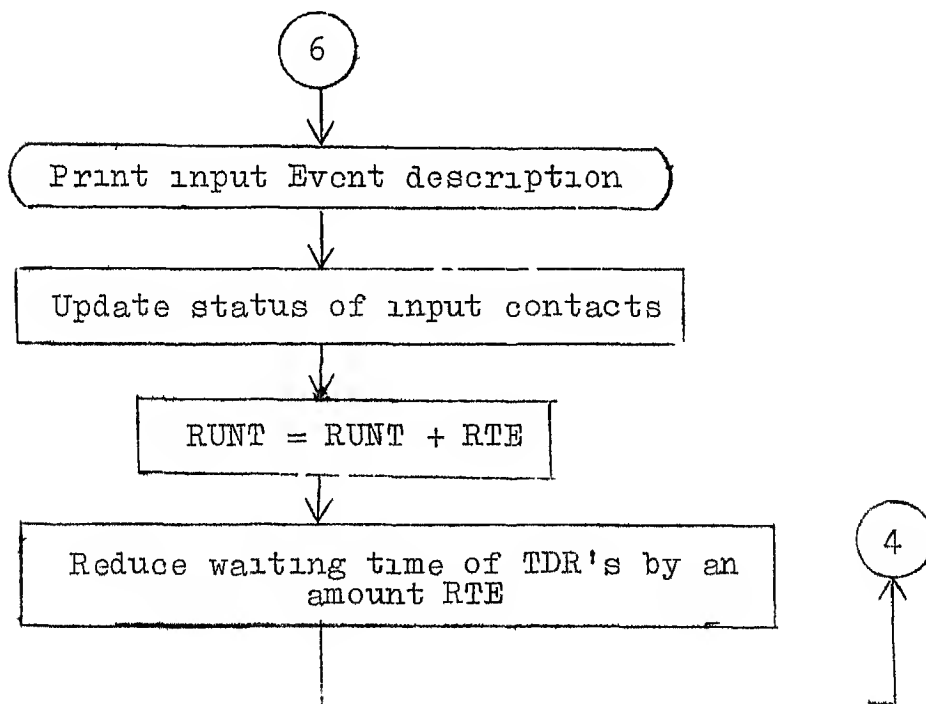 6
Print input Event description
Update status of input contacts
RUNT = RUNT + RTE
Reduce waiting time of TDR's by an
amount RTE
4